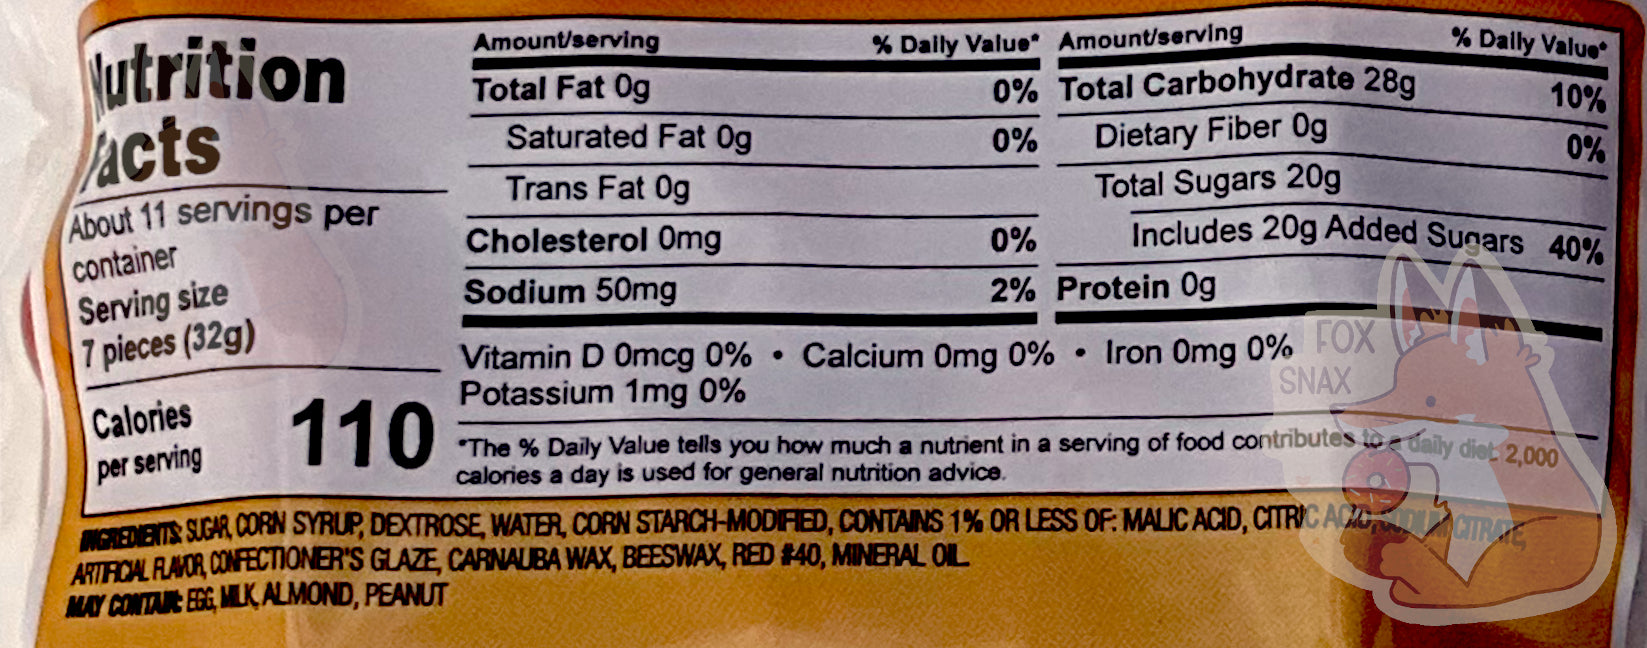 Nutrition
Facts
About 11 servings per
container
Serving size
7 pieces (32g)
Calories
per serving
110
Amount/serving % Daily Value*
Total Fat 0g 0%
Saturated Fat 0g 0%
Trans Fat 0g
Cholesterol 0mg 0%
Sodium 50mg 2%
Amount/serving % Daily Value*
Total Carbohydrate 28g 10%
Dietary Fiber 0g 0%
Total Sugars 20g
Includes 20g Added Sugars 40%
Protein 0g
Vitamin D 0mcg 0% • Calcium 0mg 0% • Iron 0mg 0%
Potassium 1mg 0%
*The % Daily Value tells you how much a nutrient in a serving of food contributes to a daily diet. 2,000
calories a day is used for general nutrition advice.
INGREDIENTS: SUGAR, CORN SYRUP, DEXTROSE, WATER, CORN STARCH-MODIFIED, CONTAINS 1% OR LESS OF: MALIC ACID, CITRIC ACID, SODIUM CITRATE,
ARTIFICIAL FLAVOR, CONFECTIONER'S GLAZE, CARNAUBA WAX, BEESWAX, RED #40, MINERAL OIL
MAY CONTAIN: EGG, MILK, ALMOND, PEANUT
FOX
SNAX